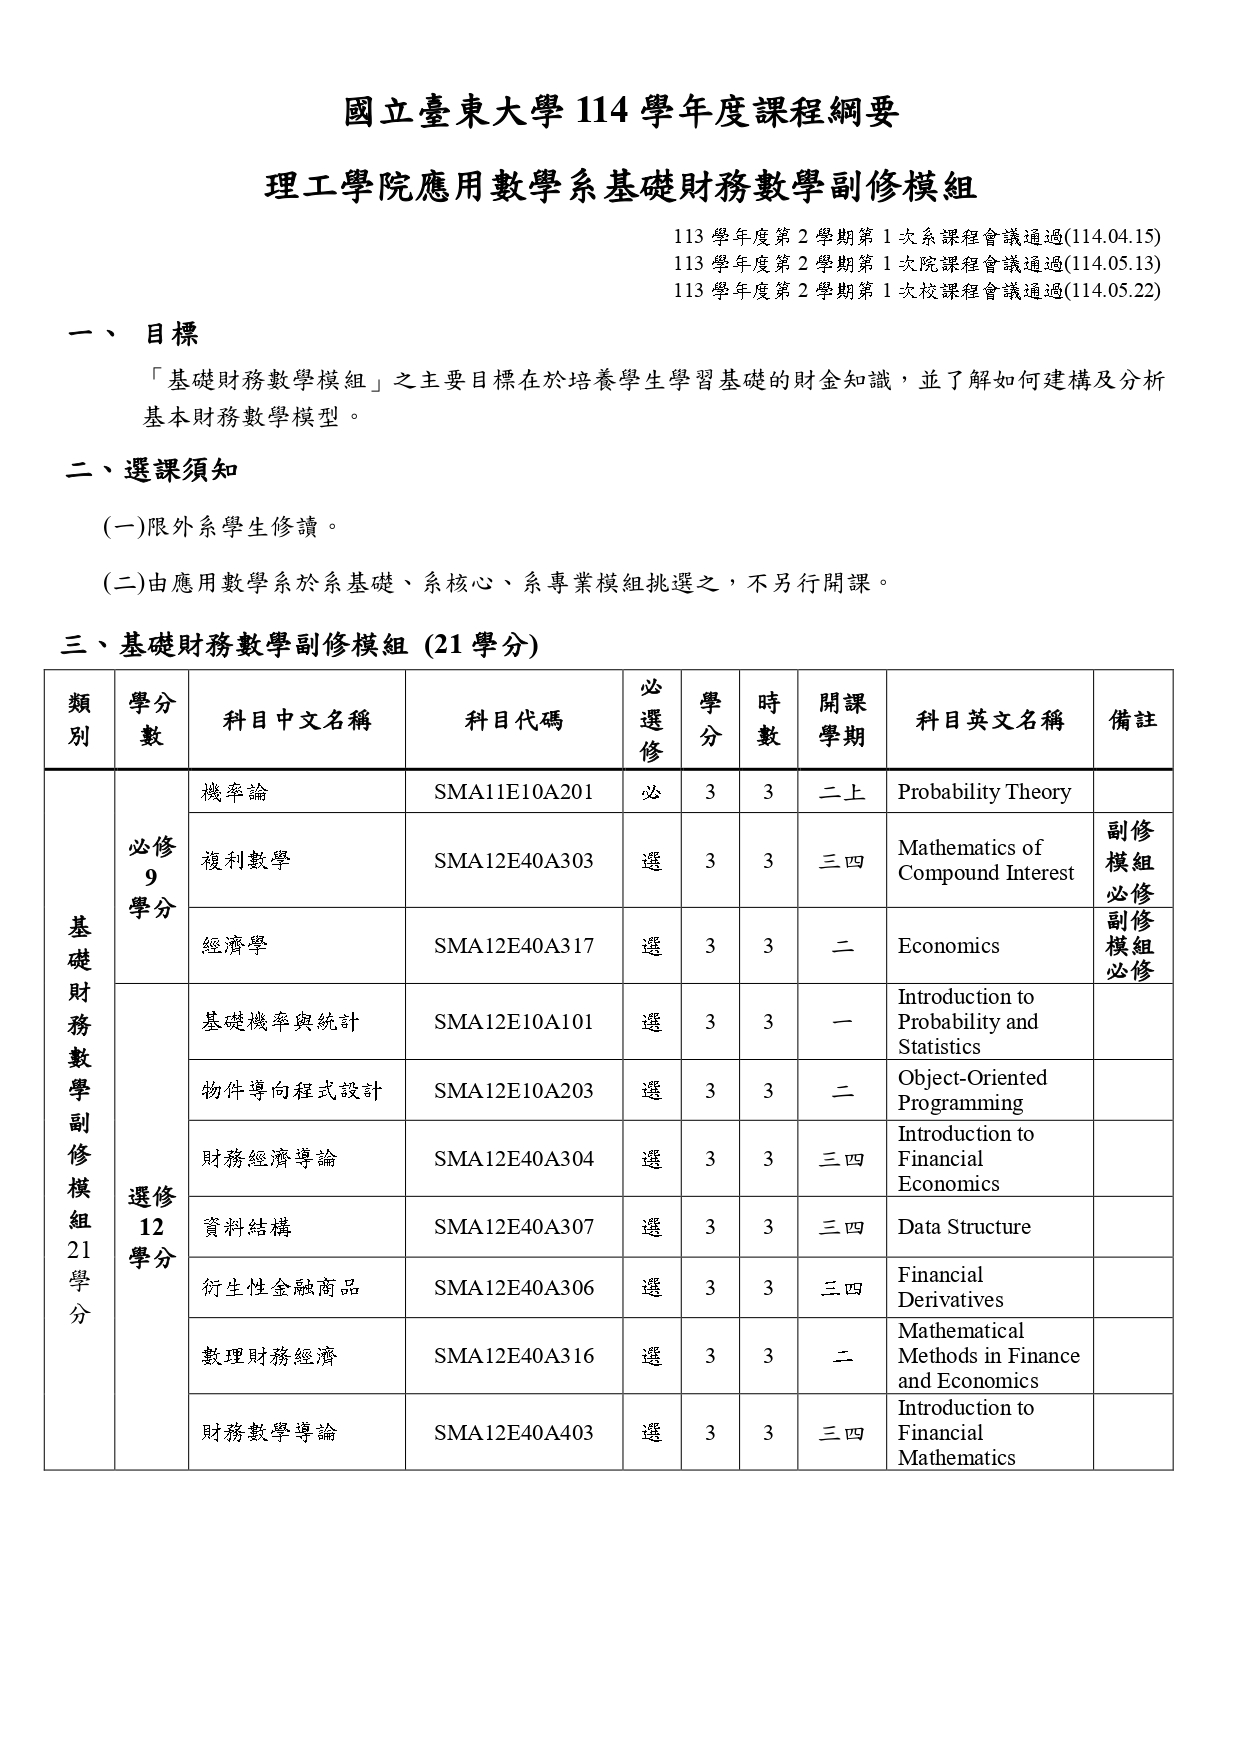 國立臺東大學 114 學年度課程綱要
理工學院應用數學系基礎財務數學副修模組
113 學年度第 2 學期第 1 次系課程會議通過(114.04.15)
113 學年度第 2 學期第 1 次院課程會議通過(114.05.13)
113 學年度第 2 學期第 1 次校課程會議通過(114.05.22)
一、 目標
「基礎財務數學模組」之主要目標在於培養學生學習基礎的財金知識，並了解如何建構及分析
基本財務數學模型。
二、選課須知
(一)限外系學生修讀。
(二)由應用數學系於系基礎、系核心、系專業模組挑選之，不另行開課。
三、基礎財務數學副修模組 (21 學分)
類別 學分數 科目中文名稱 科目代碼 必選修 學分 時數 開課學期 科目英文名稱 備註
基礎財務數學副修模組 21 學分
必修 9 學分
機率論 SMA11E10A201 必 3 3 二上 Probability Theory
複利數學 SMA12E40A303 選 3 3 三四 Mathematics of Compound Interest 副修模組必修
經濟學 SMA12E40A317 選 3 3 二 Economics 副修模組必修
選修 12 學分
基礎機率與統計 SMA12E10A101 選 3 3 一 Introduction to Probability and Statistics
物件導向程式設計 SMA12E10A203 選 3 3 二 Object-Oriented Programming
財務經濟導論 SMA12E40A304 選 3 3 三四 Introduction to Financial Economics
資料結構 SMA12E40A307 選 3 3 三四 Data Structure
衍生性金融商品 SMA12E40A306 選 3 3 三四 Financial Derivatives
數理財務經濟 SMA12E40A316 選 3 3 二 Mathematical Methods in Finance and Economics
財務數學導論 SMA12E40A403 選 3 3 三四 Introduction to Financial Mathematics